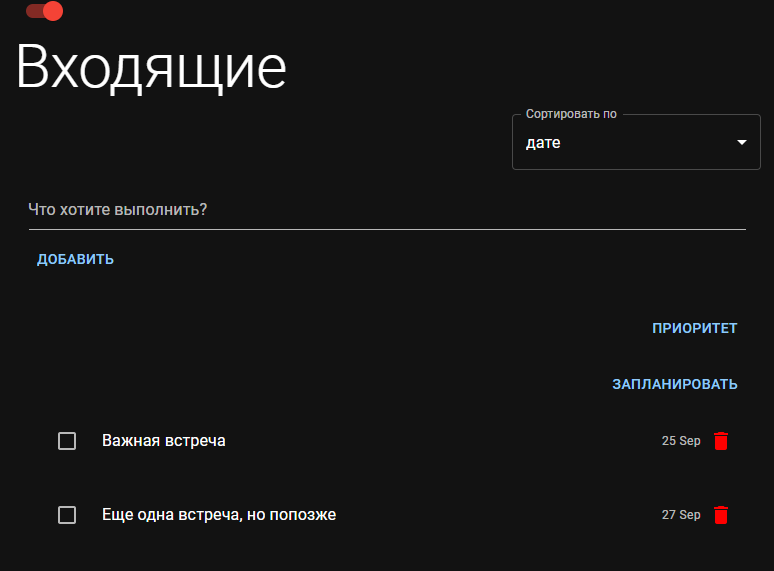 Входящие
Сортировать по
дате
Что хотите выполнить?
ДОБАВИТЬ
ПРИОРИТЕТ
ЗАПЛАНИРОВАТЬ
Важная встреча 25 Sep
Еще одна встреча, но попозже 27 Sep